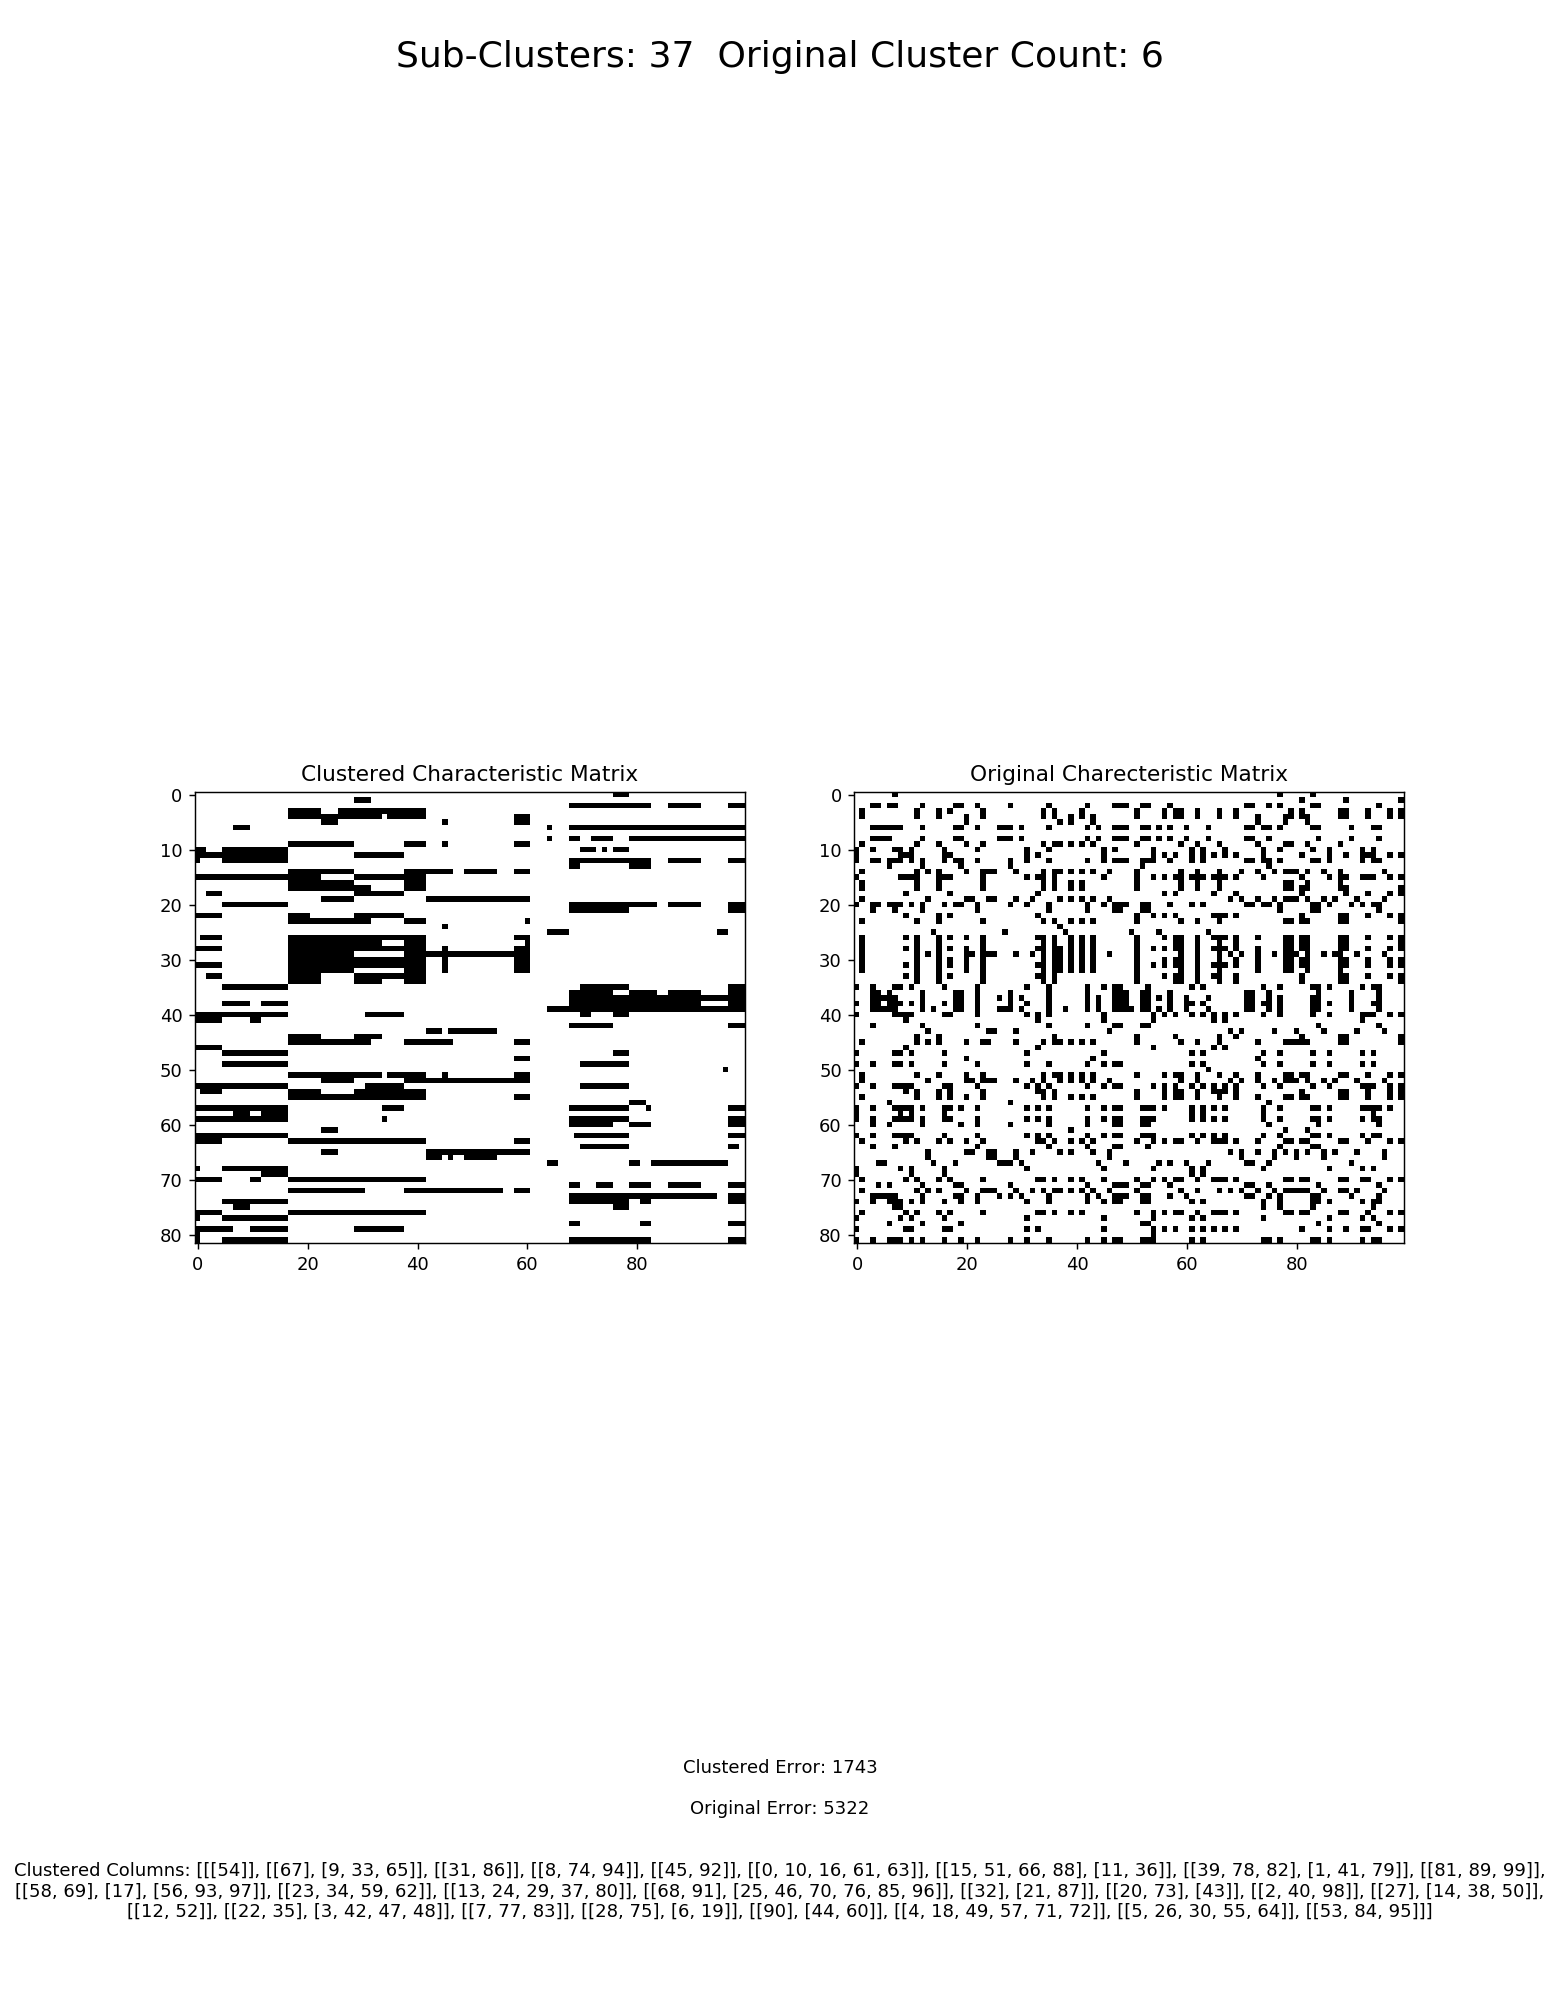 Sub-Clusters: 37  Original Cluster Count: 6
Clustered Characteristic Matrix
0
10
20
30
40
50
60
70
80
0 20 40 60 80
Original Charecteristic Matrix
0
10
20
30
40
50
60
70
80
0 20 40 60 80
Clustered Error: 1743
Original Error: 5322
Clustered Columns: [[[54]], [[67], [9, 33, 65]], [[31, 86]], [[8, 74, 94]], [[45, 92]], [[0, 10, 16, 61, 63]], [[15, 51, 66, 88], [11, 36]], [[39, 78, 82], [1, 41, 79]], [[81, 89, 99]],
[[58, 69], [17], [56, 93, 97]], [[23, 34, 59, 62]], [[13, 24, 29, 37, 80]], [[68, 91], [25, 46, 70, 76, 85, 96]], [[32], [21, 87]], [[20, 73], [43]], [[2, 40, 98]], [[27], [14, 38, 50]],
[[12, 52]], [[22, 35], [3, 42, 47, 48]], [[7, 77, 83]], [[28, 75], [6, 19]], [[90], [44, 60]], [[4, 18, 49, 57, 71, 72]], [[5, 26, 30, 55, 64]], [[53, 84, 95]]]